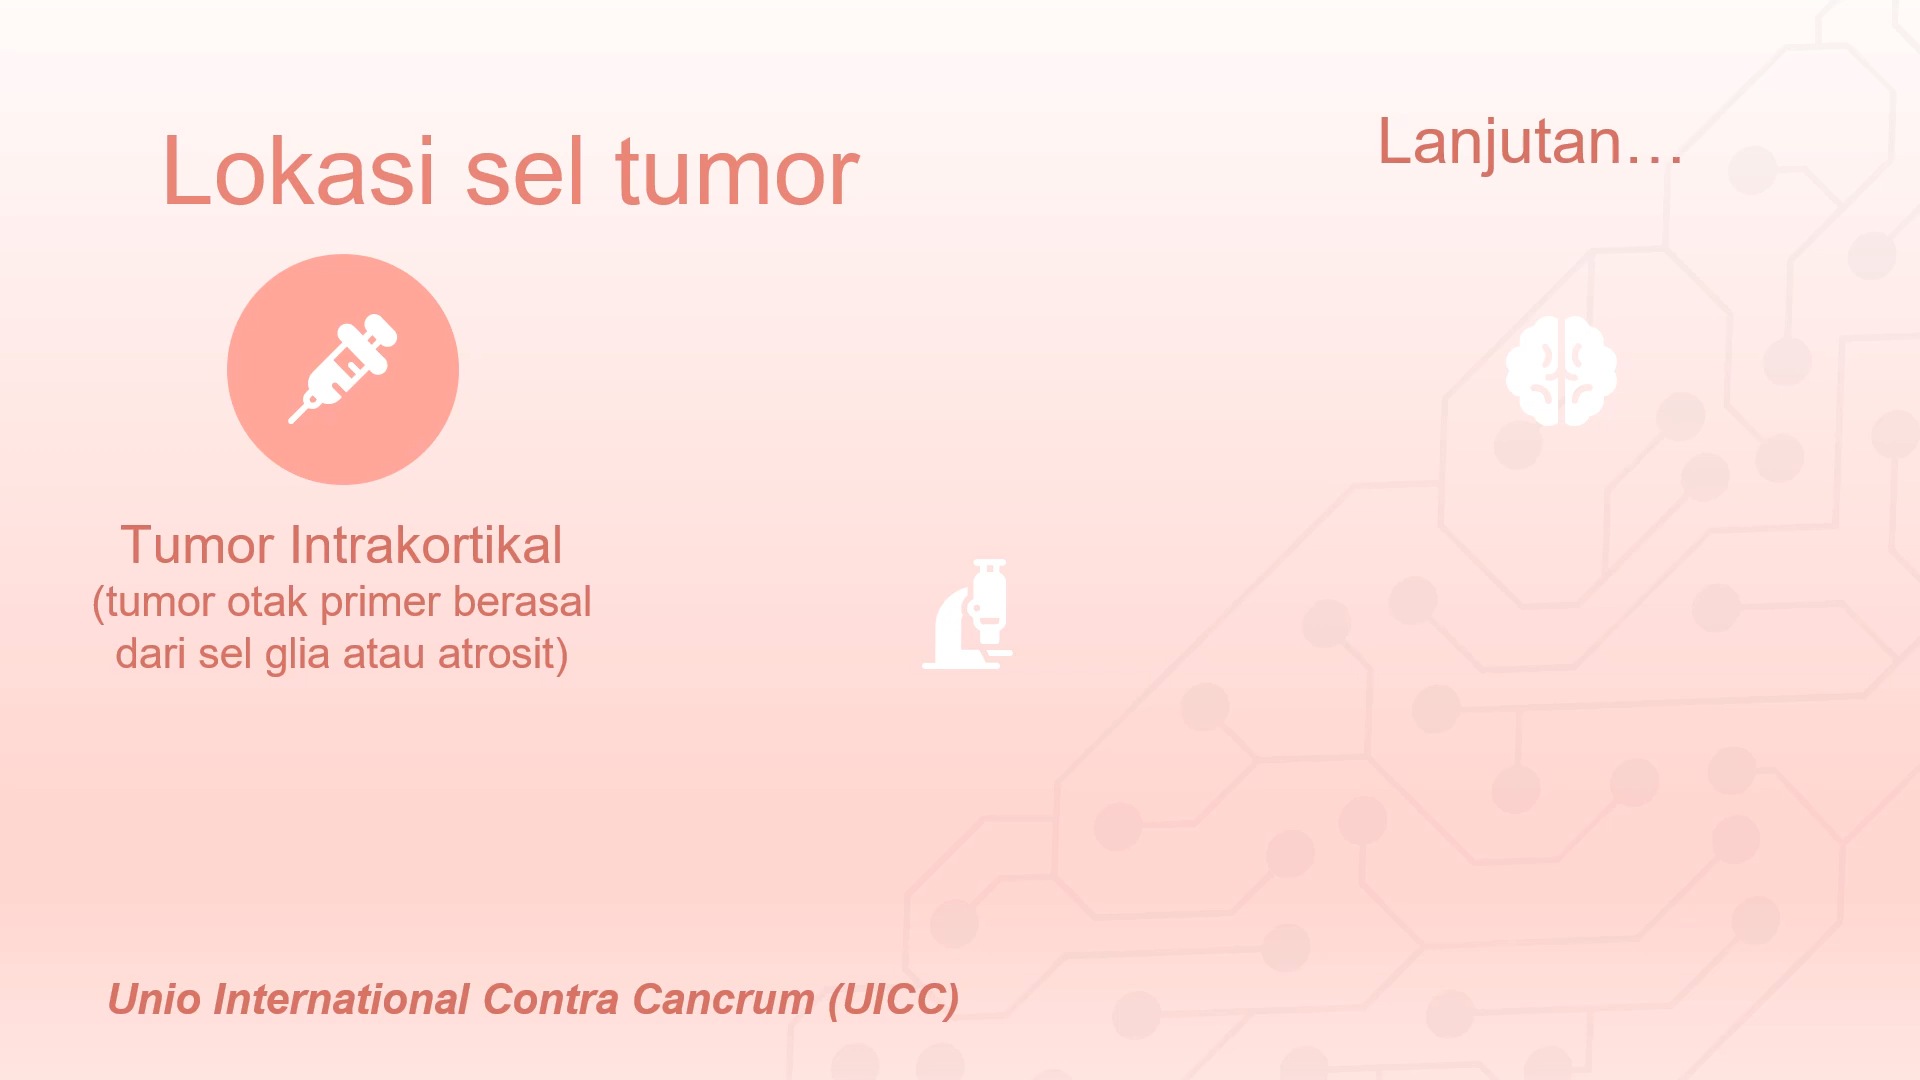 Lokasi sel tumor
Lanjutan...
Tumor Intrakortikal
(tumor otak primer berasal
dari sel glia atau atrosit)
Unio International Contra Cancrum (UICC)